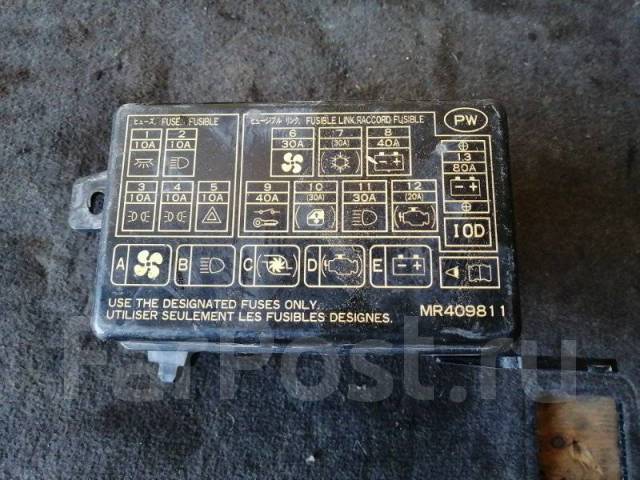 ヒューズ FUSE FUSIBLE
ヒュージブル リンク FUSIBLE LINK RACCORD FUSIBLE
PW
1 2
10A 10A
6 7 8
30A (30A) 40A
13
80A
3 4 5
10A 10A 10A
9 10 11 12
40A (30A) 30A (20A)
IOD
A B C D E
USE THE DESIGNATED FUSES ONLY.
UTILISER SEULEMENT LES FUSIBLES DESIGNES.
MR409811
FarPost.ru